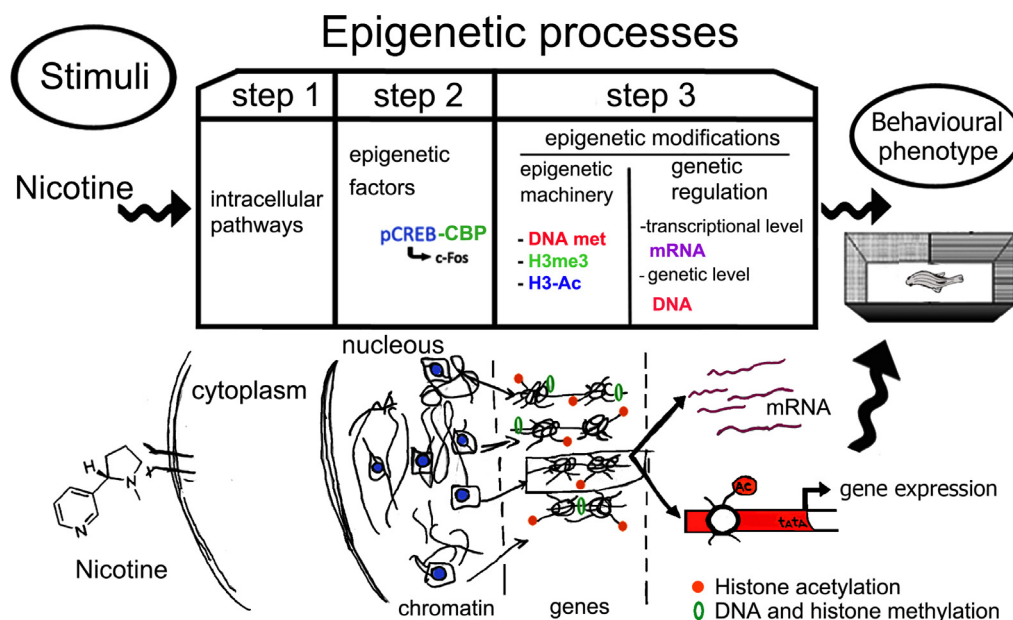 Epigenetic processes
Stimuli
step 1
step 2
step 3
Nicotine
intracellular
pathways
epigenetic
factors
pCREB-CBP
c-Fos
epigenetic modifications
epigenetic
machinery
- DNA met
- H3me3
- H3-Ac
genetic
regulation
-transcriptional level
mRNA
- genetic level
DNA
Behavioural
phenotype
nucleous
cytoplasm
H
N
N
Nicotine
chromatin
genes
mRNA
AC
tATA
gene expression
Histone acetylation
DNA and histone methylation